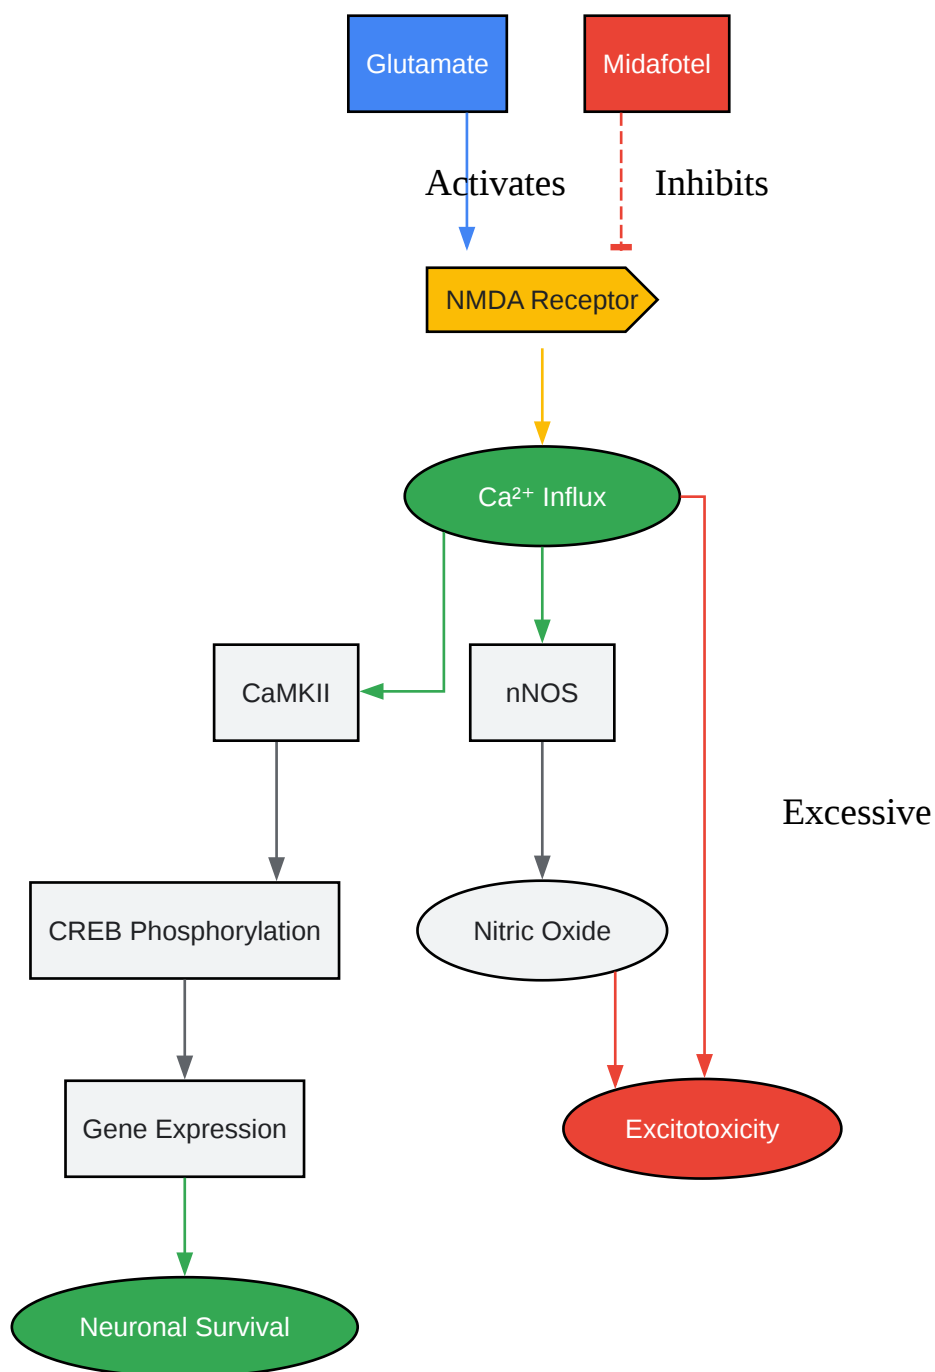 Glutamate
Midafotel
Activates
Inhibits
NMDA Receptor
Ca²⁺ Influx
CaMKII
nNOS
Excessive
CREB Phosphorylation
Nitric Oxide
Gene Expression
Excitotoxicity
Neuronal Survival